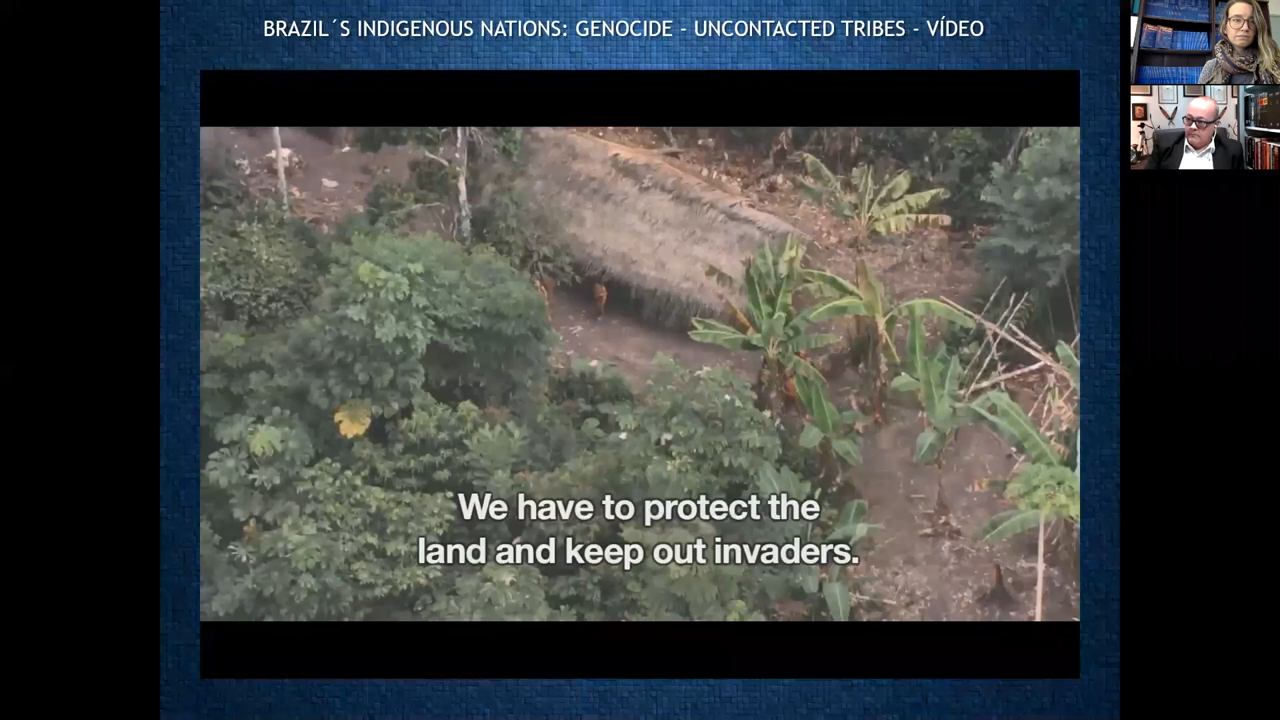 BRAZIL´S INDIGENOUS NATIONS: GENOCIDE - UNCONTACTED TRIBES - VÍDEO
We have to protect the
land and keep out invaders.